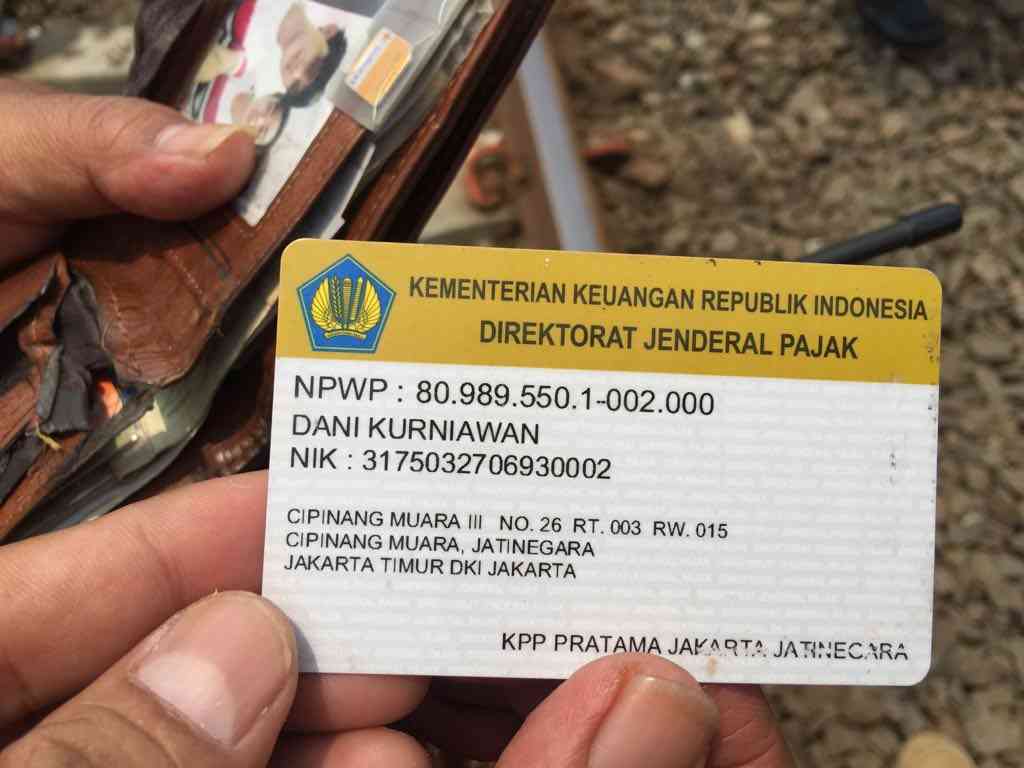 KEMENTERIAN KEUANGAN REPUBLIK INDONESIA
DIREKTORAT JENDERAL PAJAK
NPWP : 80.989.550.1-002.000
DANI KURNIAWAN
NIK : 3175032706930002
CIPINANG MUARA III NO. 26 RT. 003 RW. 015
CIPINANG MUARA, JATINEGARA
JAKARTA TIMUR DKI JAKARTA
KPP PRATAMA JAKARTA JATINEGARA